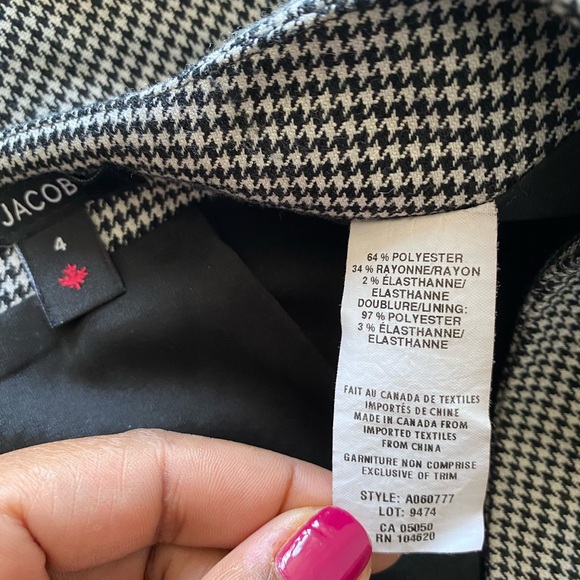 JACOB
4
64 % POLYESTER
34 % RAYONNE/RAYON
2 % ÉLASTHANNE/
ELASTHANNE
DOUBLURE/LINING:
97 % POLYESTER
3 % ÉLASTHANNE/
ELASTHANNE
FAIT AU CANADA DE TEXTILES
IMPORTÉS DE CHINE
MADE IN CANADA FROM
IMPORTED TEXTILES
FROM CHINA
GARNITURE NON COMPRISE
EXCLUSIVE OF TRIM
STYLE: A060777
LOT: 9474
CA 05050
RN 104620